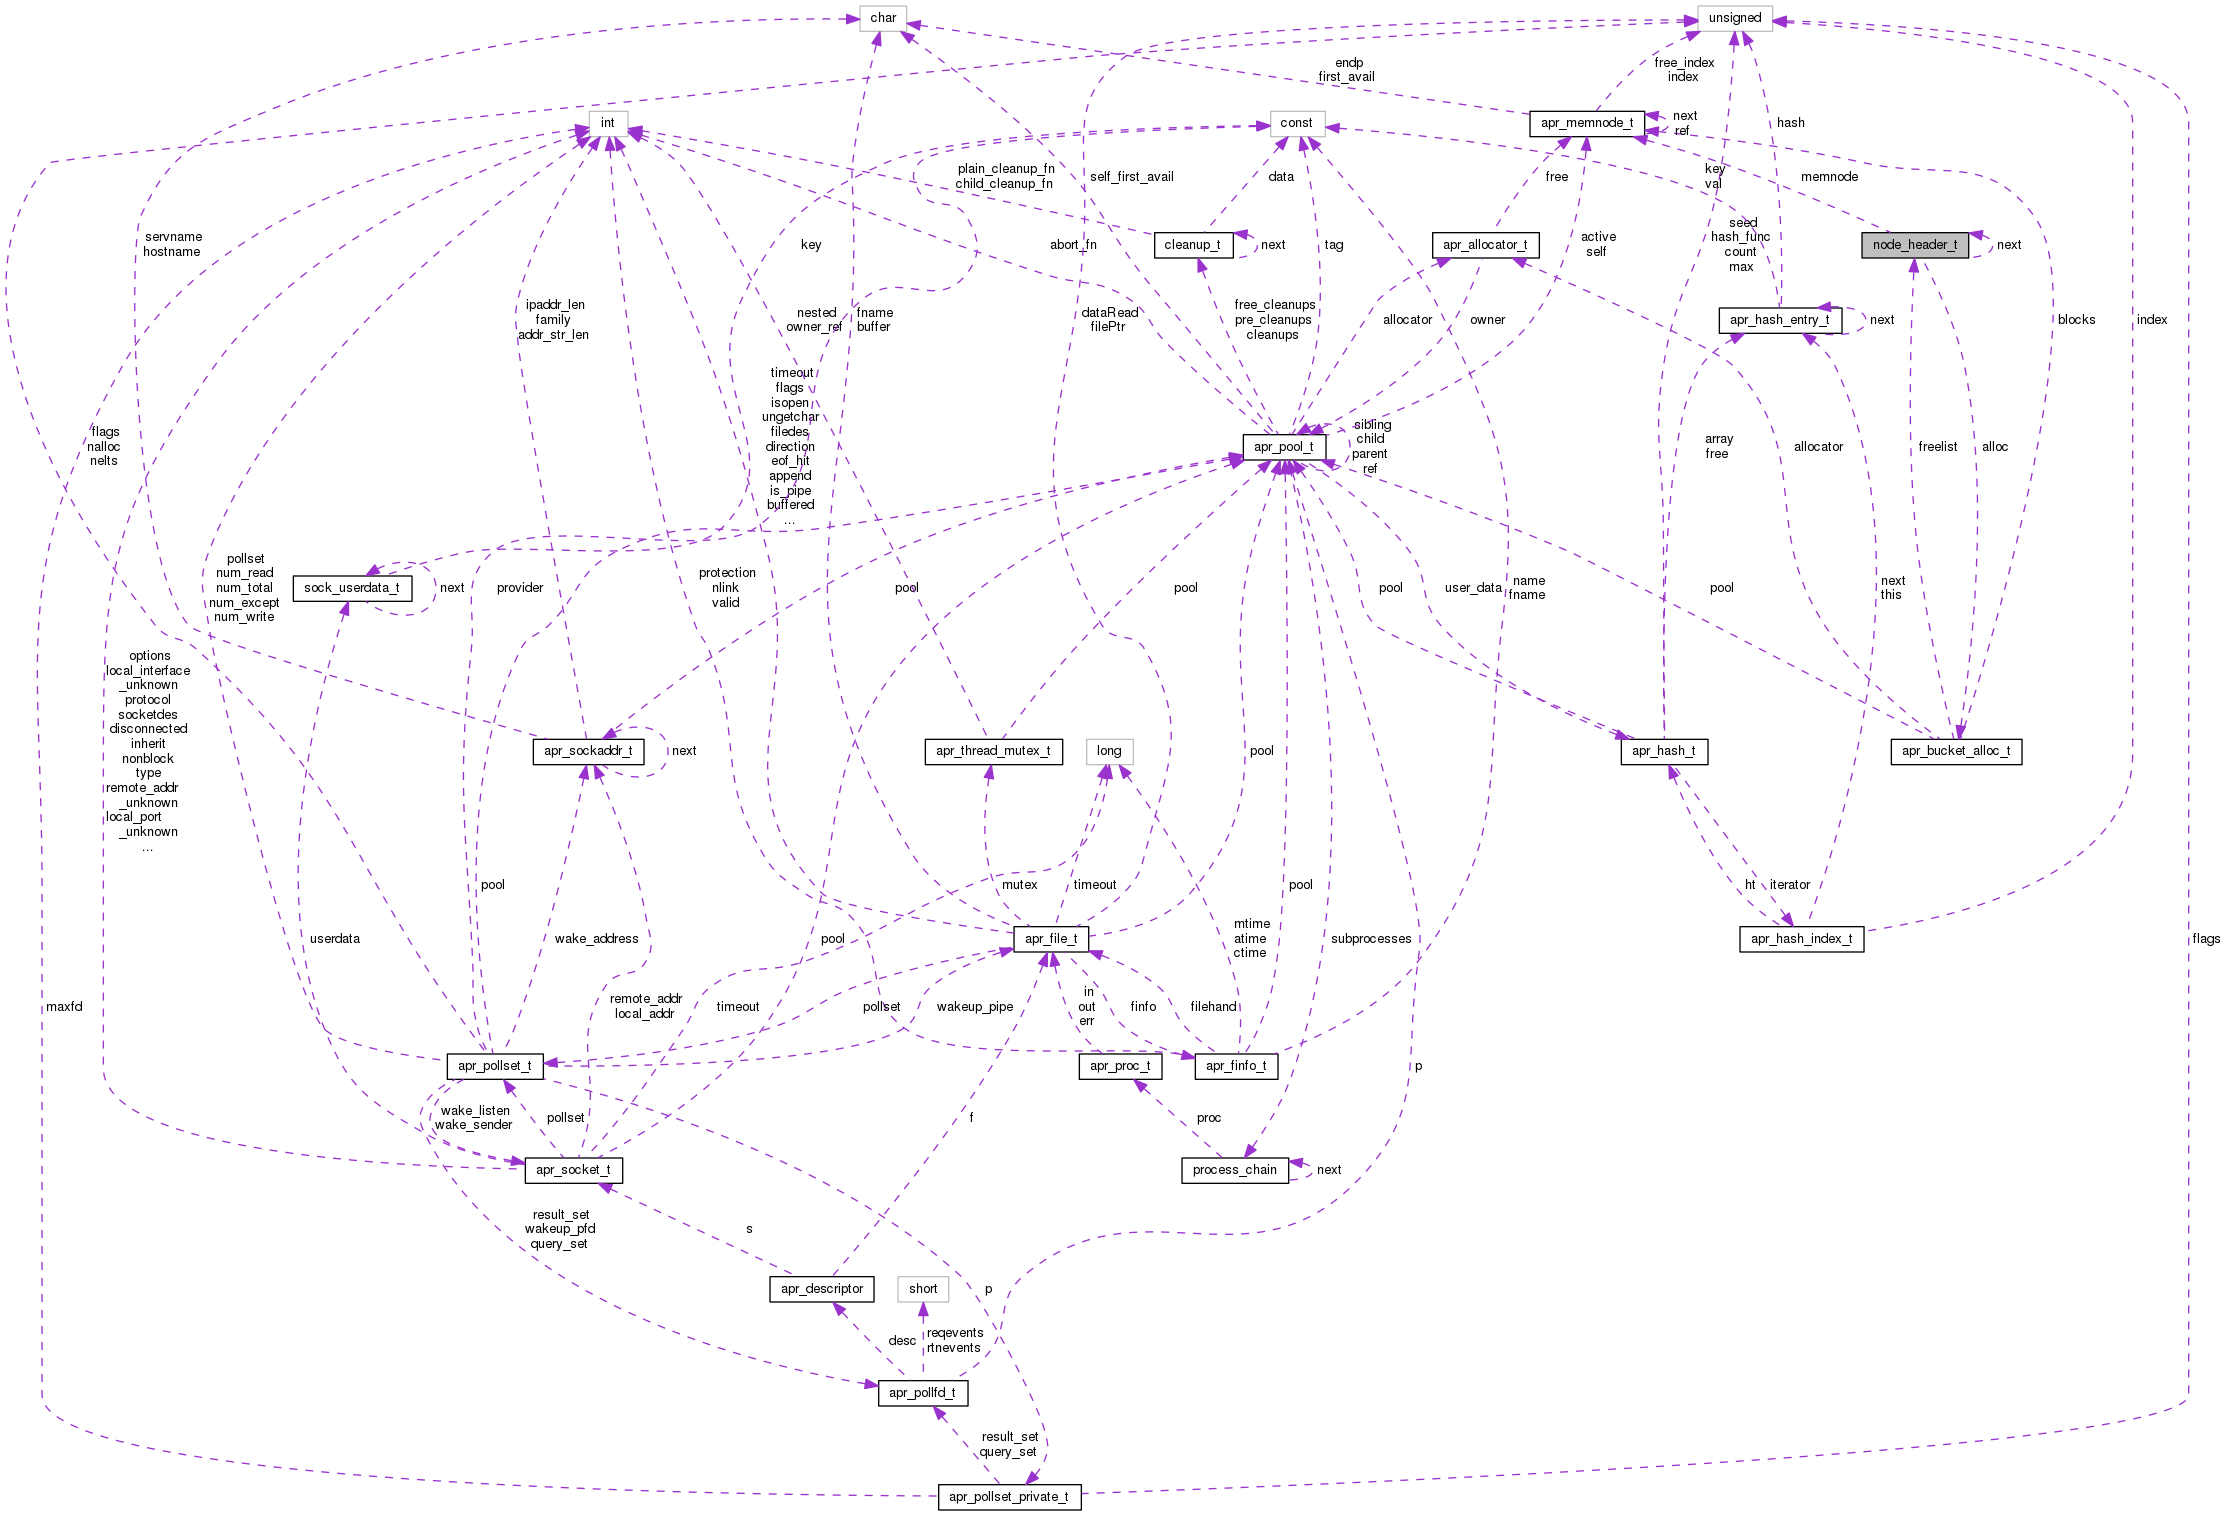 char
unsigned
endp
first_avail
free_index
index
int
const
apr_memnode_t
next
ref
hash
plain_cleanup_fn
child_cleanup_fn
self_first_avail
data
free
key
val
memnode
servname
hostname
key
abort_fn
cleanup_t
next
tag
apr_allocator_t
active
self
seed
hash_func
count
max
node_header_t
next
ipaddr_len
family
addr_str_len
nested
owner_ref
fname
buffer
dataRead
filePtr
free_cleanups
pre_cleanups
cleanups
allocator
owner
apr_hash_entry_t
next
blocks
index
flags
nalloc
nelts
timeout
flags
isopen
ungetchar
filedes
direction
eof_hit
append
is_pipe
buffered
...
apr_pool_t
sibling
child
parent
ref
array
free
allocator
freelist
alloc
pollset
num_read
num_total
num_except
num_write
sock_userdata_t
next
provider
protection
nlink
valid
pool
pool
pool
user_data
name
fname
pool
next
this
options
local_interface
_unknown
protocol
socketdes
disconnected
inherit
nonblock
type
remote_addr
_unknown
local_port
_unknown
...
apr_sockaddr_t
next
apr_thread_mutex_t
long
pool
apr_hash_t
apr_bucket_alloc_t
pool
mutex
timeout
pool
ht
iterator
userdata
wake_address
pool
apr_file_t
mtime
atime
ctime
subprocesses
apr_hash_index_t
flags
maxfd
remote_addr
local_addr
timeout
pollset
wakeup_pipe
in
out
err
finfo
filehand
apr_pollset_t
apr_proc_t
apr_finfo_t
p
wake_listen
wake_sender
pollset
f
proc
apr_socket_t
process_chain
next
result_set
wakeup_pfd
query_set
s
apr_descriptor
short
p
desc
reqevents
rtnevents
apr_pollfd_t
result_set
query_set
apr_pollset_private_t